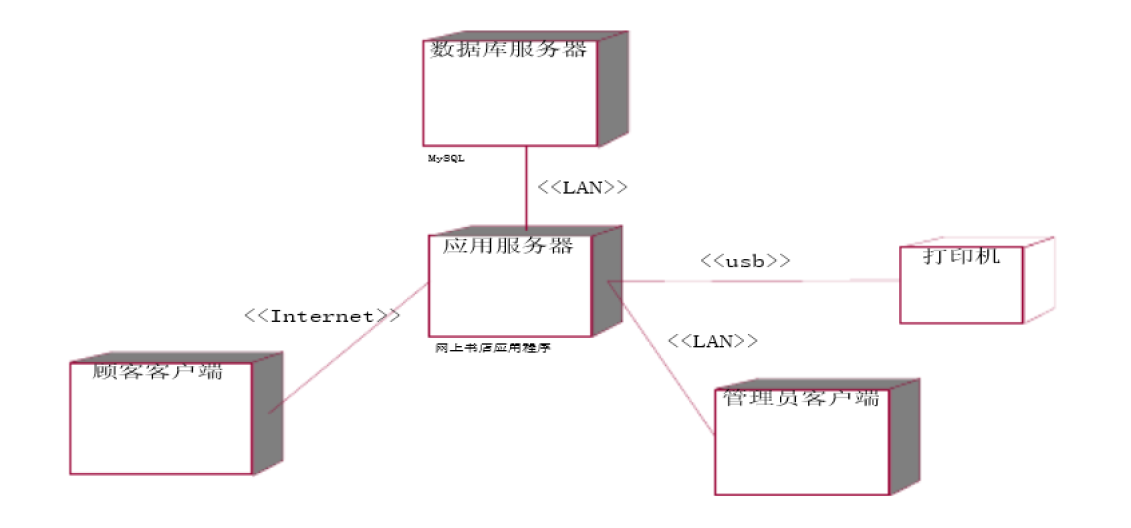 数据库服务器
MySQL
<<LAN>>
应用服务器
<<usb>>
打印机
<<Internet>>
<<LAN>>
网上书店应用程序
顾客客户端
管理员客户端